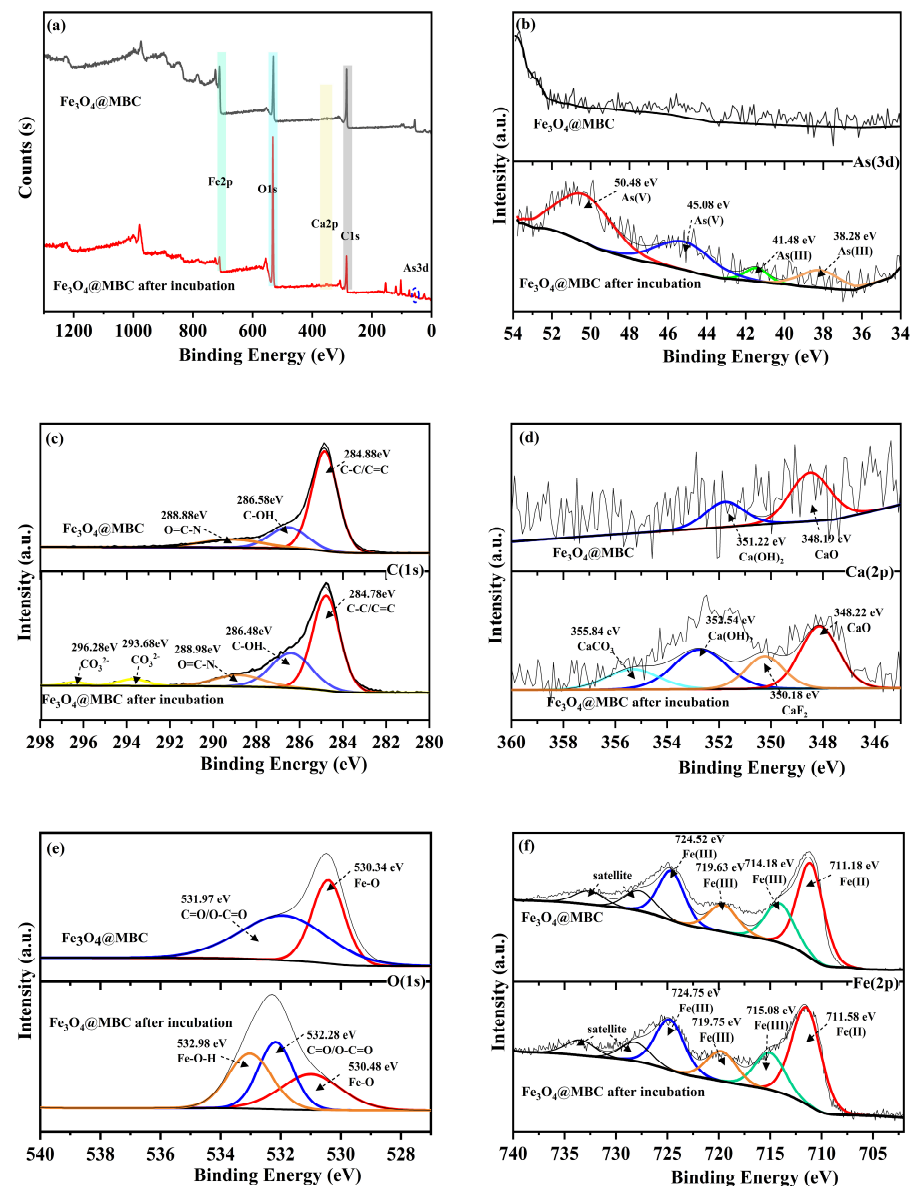 (a)
Fe₃O₄@MBC
Fe2p
O1s
Ca2p
C1s
As3d
Fe₃O₄@MBC after incubation
Counts (s)
1200 1000 800 600 400 200 0
Binding Energy (eV)
(b)
Fe₃O₄@MBC
As(3d)
50.48 eV
As(V)
45.08 eV
As(V)
41.48 eV
As(III)
38.28 eV
As(III)
Fe₃O₄@MBC after incubation
Intensity (a.u.)
54 50 46 44 42 40 38 36 34
Binding Energy (eV)
(c)
284.88eV
C-C/C=C
286.58eV
C-OH
288.88eV
O=C-N
Fe₃O₄@MBC
C(1s)
284.78eV
C-C/C=C
286.48eV
C-OH
288.98eV
O=C-N
293.68eV
CO₃²⁻
296.28eV
CO₃²⁻
Fe₃O₄@MBC after incubation
Intensity (a.u.)
298 296 294 292 290 288 286 284 282 280
Binding Energy (eV)
(d)
351.22 eV
Ca(OH)₂
348.19 eV
CaO
Fe₃O₄@MBC
Ca(2p)
355.84 eV
CaCO₃
352.54 eV
Ca(OH)₂
348.22 eV
CaO
350.18 eV
CaF₂
Fe₃O₄@MBC after incubation
Intensity (a.u.)
360 356 354 352 350 348 346
Binding Energy (eV)
(e)
530.34 eV
Fe-O
531.97 eV
C=O/O-C=O
Fe₃O₄@MBC
O(1s)
Fe₃O₄@MBC after incubation
532.98 eV
Fe-O-H
532.28 eV
C=O/O-C=O
530.48 eV
Fe-O
Intensity (a.u.)
540 536 534 532 530 528
Binding Energy (eV)
(f)
724.52 eV
Fe(III)
719.63 eV
Fe(III)
714.18 eV
Fe(III)
711.18 eV
Fe(II)
satellite
Fe₃O₄@MBC
Fe(2p)
724.75 eV
Fe(III)
719.75 eV
Fe(III)
715.08 eV
Fe(III)
711.58 eV
Fe(II)
satellite
Fe₃O₄@MBC after incubation
Intensity (a.u.)
740 735 730 725 720 715 710 705
Binding Energy (eV)